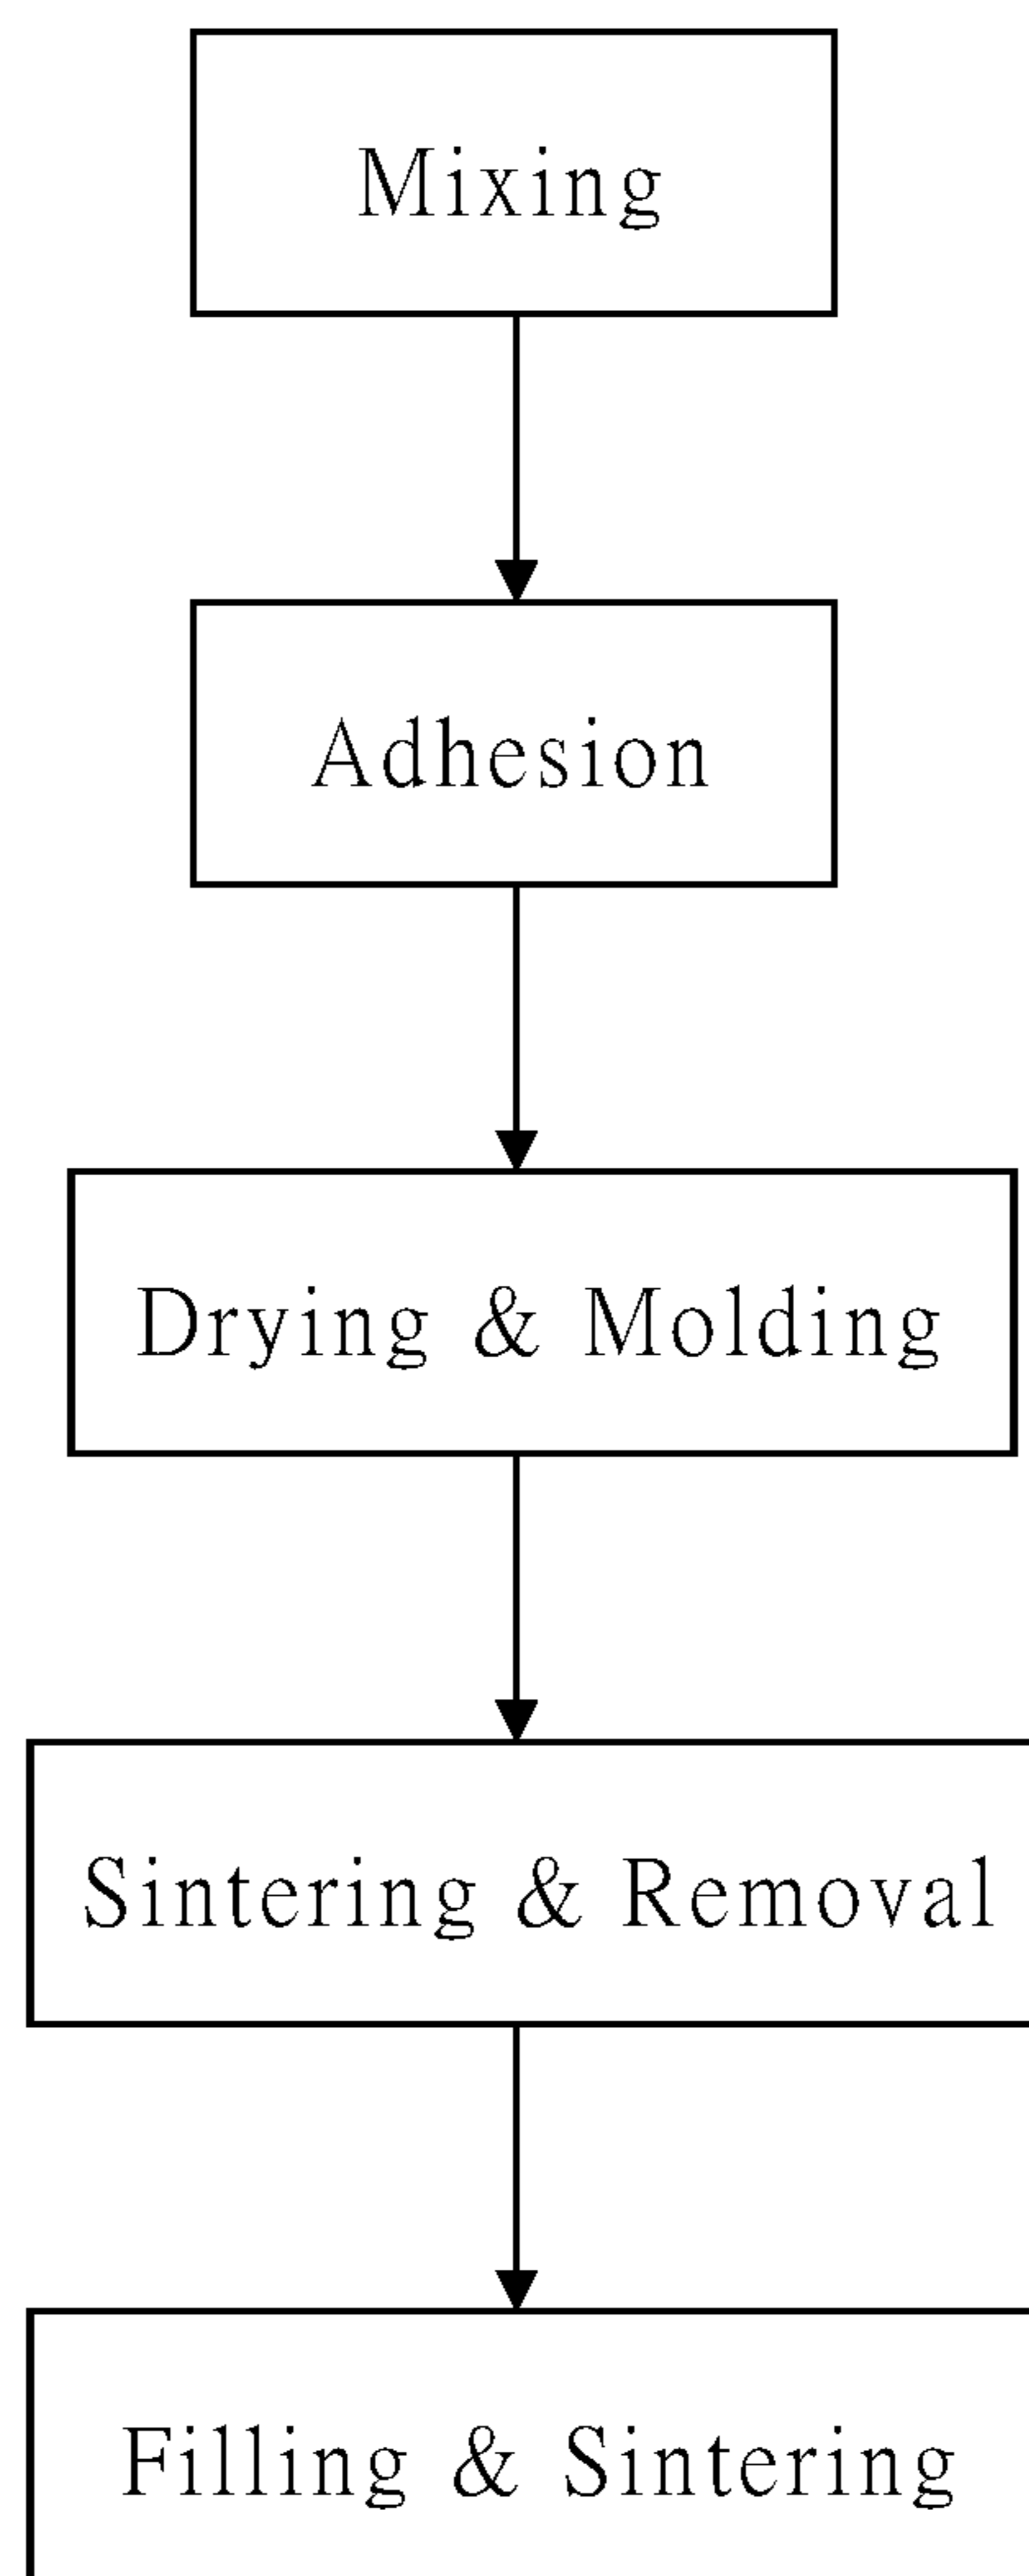 Mixing
Adhesion
Drying & Molding
Sintering & Removal
Filling & Sintering